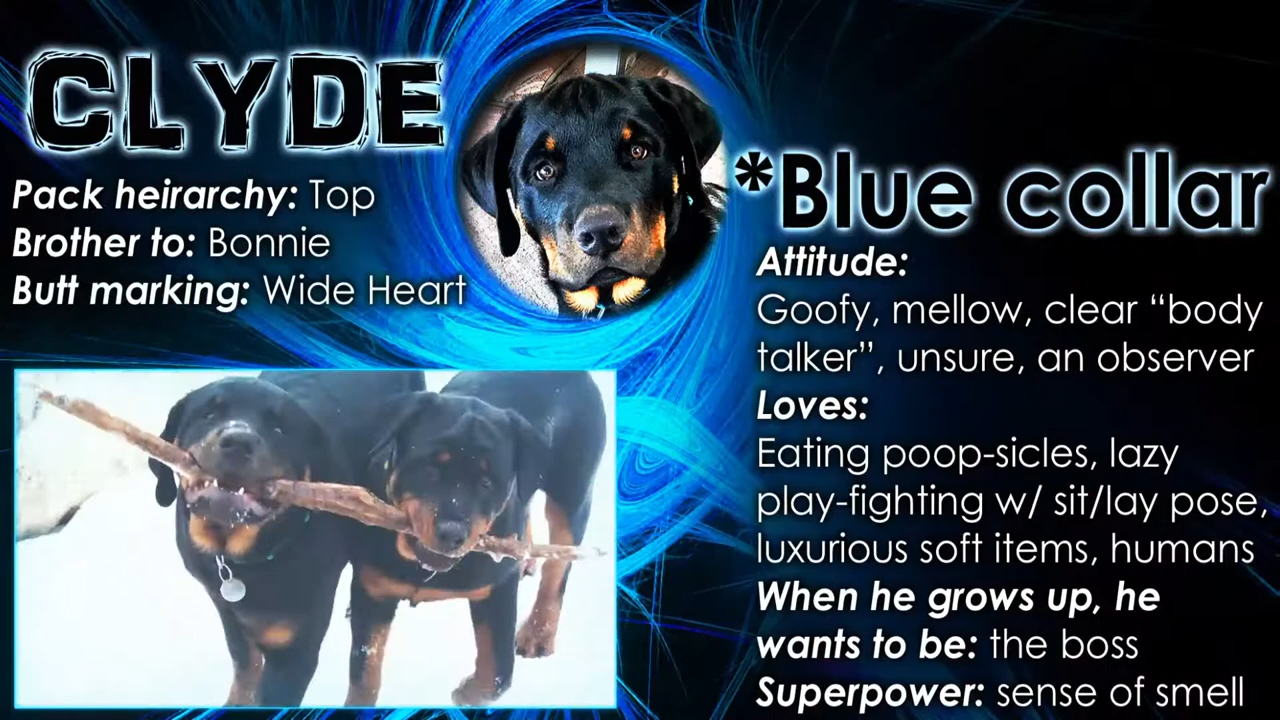 CLYDE
Pack heirarchy: Top
Brother to: Bonnie
Butt marking: Wide Heart
*Blue collar
Attitude:
Goofy, mellow, clear “body
talker”, unsure, an observer
Loves:
Eating poop-sicles, lazy
play-fighting w/ sit/lay pose,
luxurious soft items, humans
When he grows up, he
wants to be: the boss
Superpower: sense of smell